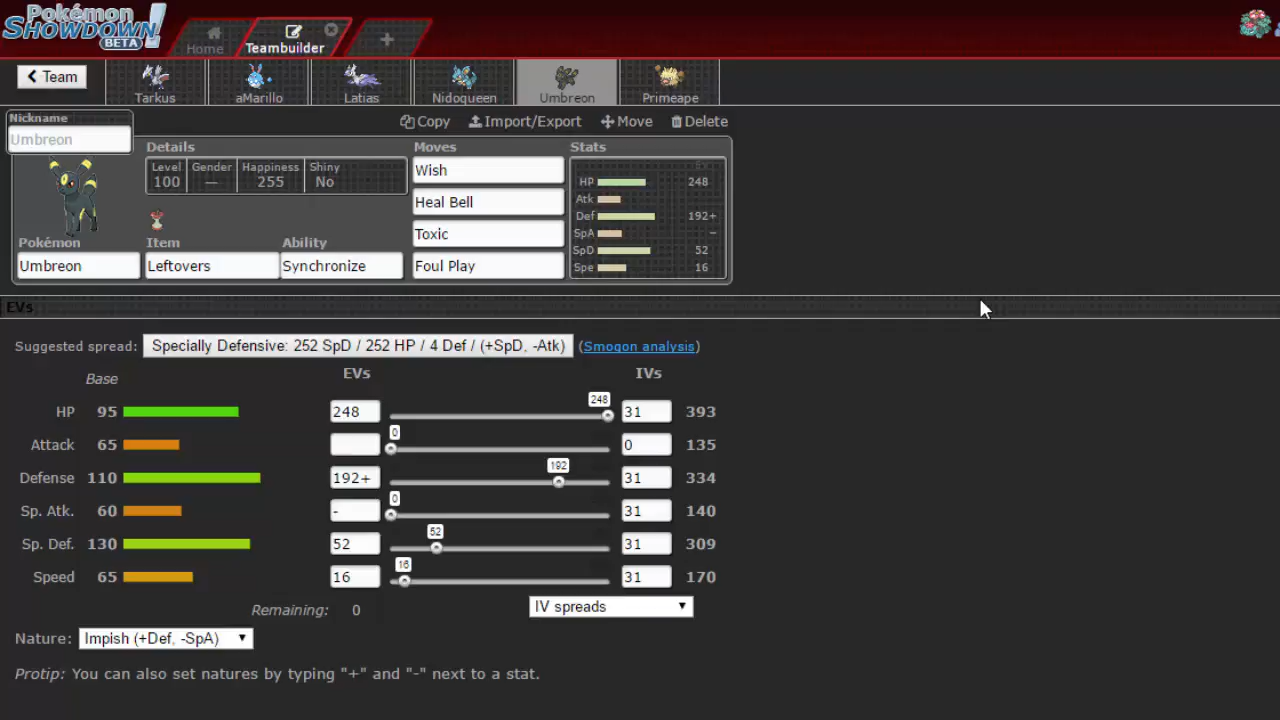 Pokémon
SHOWDOWN!
BETA
Home
Teambuilder
+
Team
Tarkus
aMarillo
Latias
Nidoqueen
Umbreon
Primeape
Copy
Import/Export
Move
Delete
Nickname
Umbreon
Details
Level
100
Gender
—
Happiness
255
Shiny
No
Pokémon
Umbreon
Item
Leftovers
Ability
Synchronize
Moves
Wish
Heal Bell
Toxic
Foul Play
Stats
HP 248
Atk
Def 192+
SpA −
SpD 52
Spe 16
EVs
Suggested spread: Specially Defensive: 252 SpD / 252 HP / 4 Def / (+SpD, -Atk) (Smogon analysis)
Base EVs IVs
HP 95 248 248 31 393
Attack 65 0 0 135
Defense 110 192+ 192 31 334
Sp. Atk. 60 - 0 31 140
Sp. Def. 130 52 52 31 309
Speed 65 16 16 31 170
Remaining: 0 IV spreads
Nature: Impish (+Def, -SpA)
Protip: You can also set natures by typing "+" and "-" next to a stat.